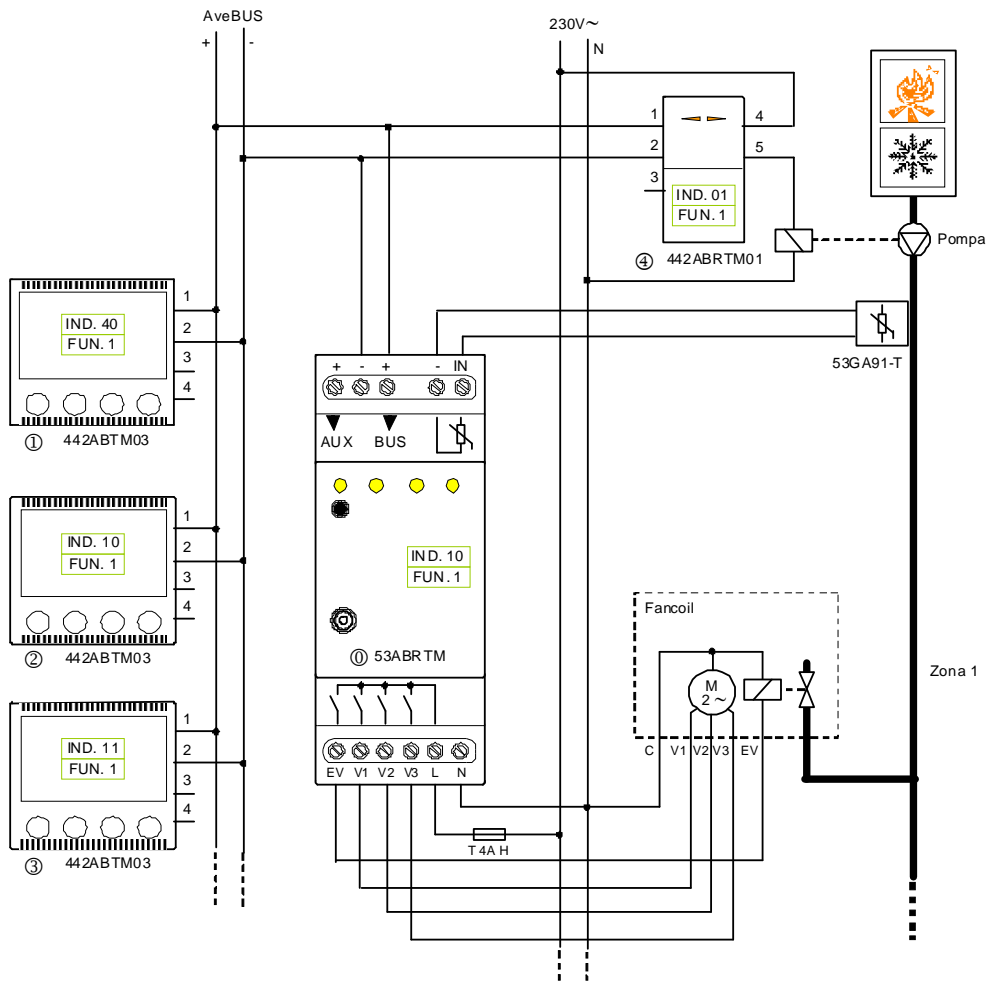 AveBUS
+ -
230V~
N
1 4
2 5
3
IND. 01
FUN. 1
④ 442ABRTM01
Pompa
53GA91-T
1
2
3
4
IND. 40
FUN. 1
① 442ABTM03
1
2
3
4
IND. 10
FUN. 1
② 442ABTM03
1
2
3
4
IND. 11
FUN. 1
③ 442ABTM03
+ - + - IN
AUX BUS
IND. 10
FUN. 1
⓪ 53ABRTM
EV V1 V2 V3 L N
T 4A H
Fancoil
M
2~
C V1 V2 V3 EV
Zona 1